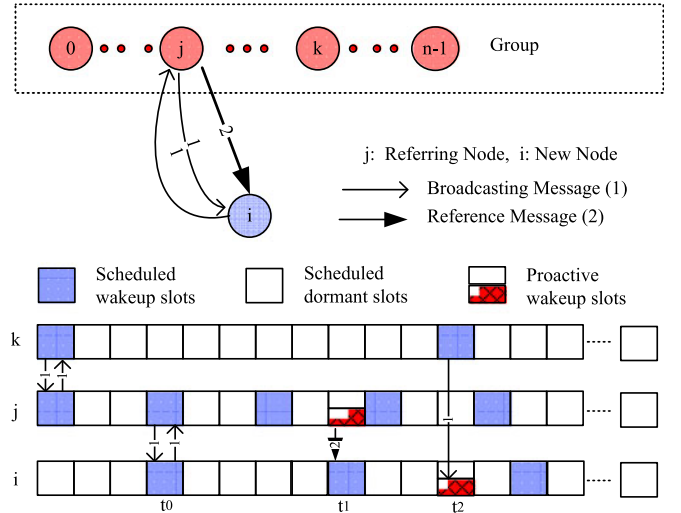 0 j k n-1 Group
1 1 2
j: Referring Node, i: New Node
Broadcasting Message (1)
Reference Message (2)
i
Scheduled wakeup slots
Scheduled dormant slots
Proactive wakeup slots
k
1 1
j
1 1 2 1
i
t0 t1 t2